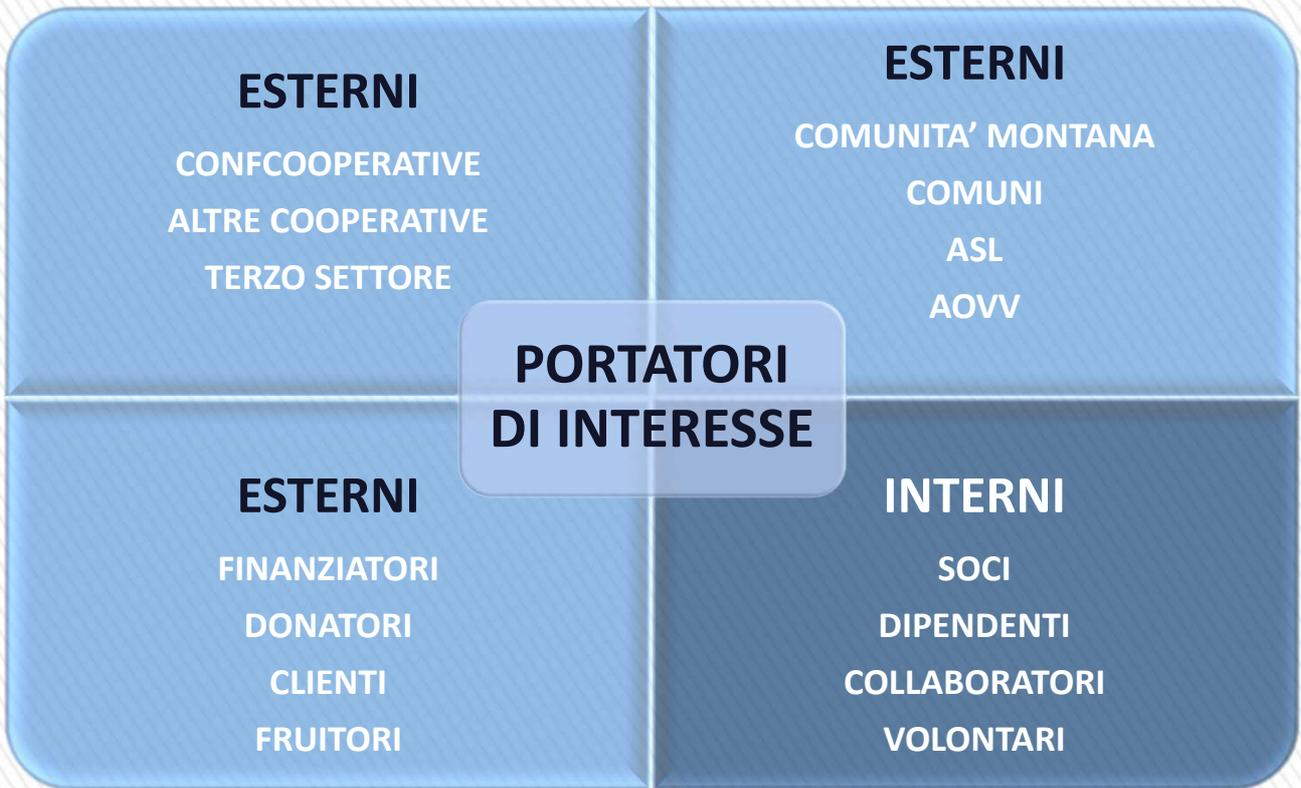 ESTERNI
CONFCOOPERATIVE
ALTRE COOPERATIVE
TERZO SETTORE
ESTERNI
COMUNITA’ MONTANA
COMUNI
ASL
AOVV
PORTATORI
DI INTERESSE
ESTERNI
FINANZIATORI
DONATORI
CLIENTI
FRUITORI
INTERNI
SOCI
DIPENDENTI
COLLABORATORI
VOLONTARI